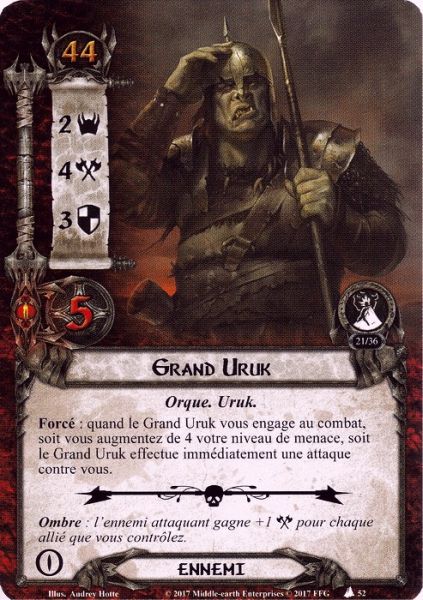 44
2
4
3
5
21/36
Grand Uruk
Orque. Uruk.
Forcé : quand le Grand Uruk vous engage au combat,
soit vous augmentez de 4 votre niveau de menace, soit
le Grand Uruk effectue immédiatement une attaque
contre vous.
Ombre : l'ennemi attaquant gagne +1 pour chaque
allié que vous contrôlez.
ENNEMI
Illus. Audrey Hotte © 2017 Middle-earth Enterprises © 2017 FFG 52